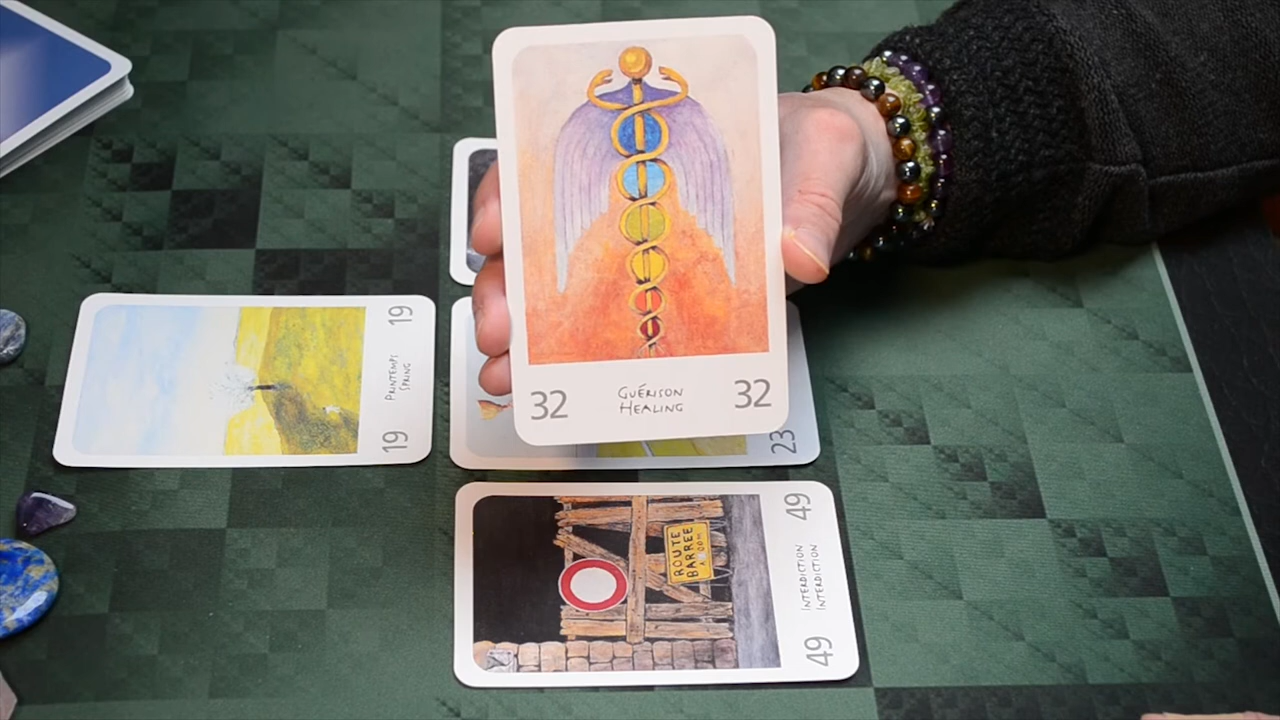 32 GUÉRISON 32
HEALING
19
PRINTEMPS
SPRING
19
23
49
INTERDICTION
INTERDICTION
49
ROUTE
BARRÉE